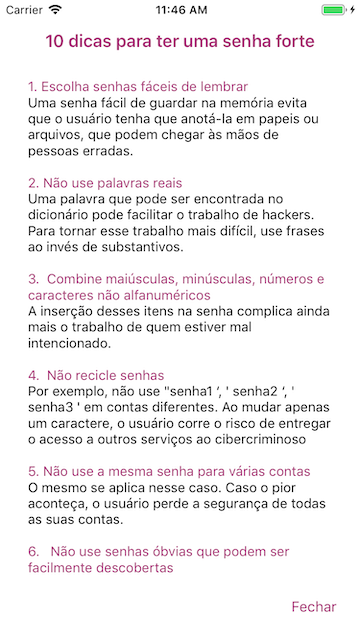 Carrier 11:46 AM
10 dicas para ter uma senha forte
1. Escolha senhas fáceis de lembrar
Uma senha fácil de guardar na memória evita
que o usuário tenha que anotá-la em papeis ou
arquivos, que podem chegar às mãos de
pessoas erradas.
2. Não use palavras reais
Uma palavra que pode ser encontrada no
dicionário pode facilitar o trabalho de hackers.
Para tornar esse trabalho mais difícil, use frases
ao invés de substantivos.
3.  Combine maiúsculas, minúsculas, números e
caracteres não alfanuméricos
A inserção desses itens na senha complica ainda
mais o trabalho de quem estiver mal
intencionado.
4.  Não recicle senhas
Por exemplo, não use "senha1 ‘, ' senha2 ‘, '
senha3 ' em contas diferentes. Ao mudar apenas
um caractere, o usuário corre o risco de entregar
o acesso a outros serviços ao cibercriminoso
5. Não use a mesma senha para várias contas
O mesmo se aplica nesse caso. Caso o pior
aconteça, o usuário perde a segurança de todas
as suas contas.
6.   Não use senhas óbvias que podem ser
facilmente descobertas
Fechar